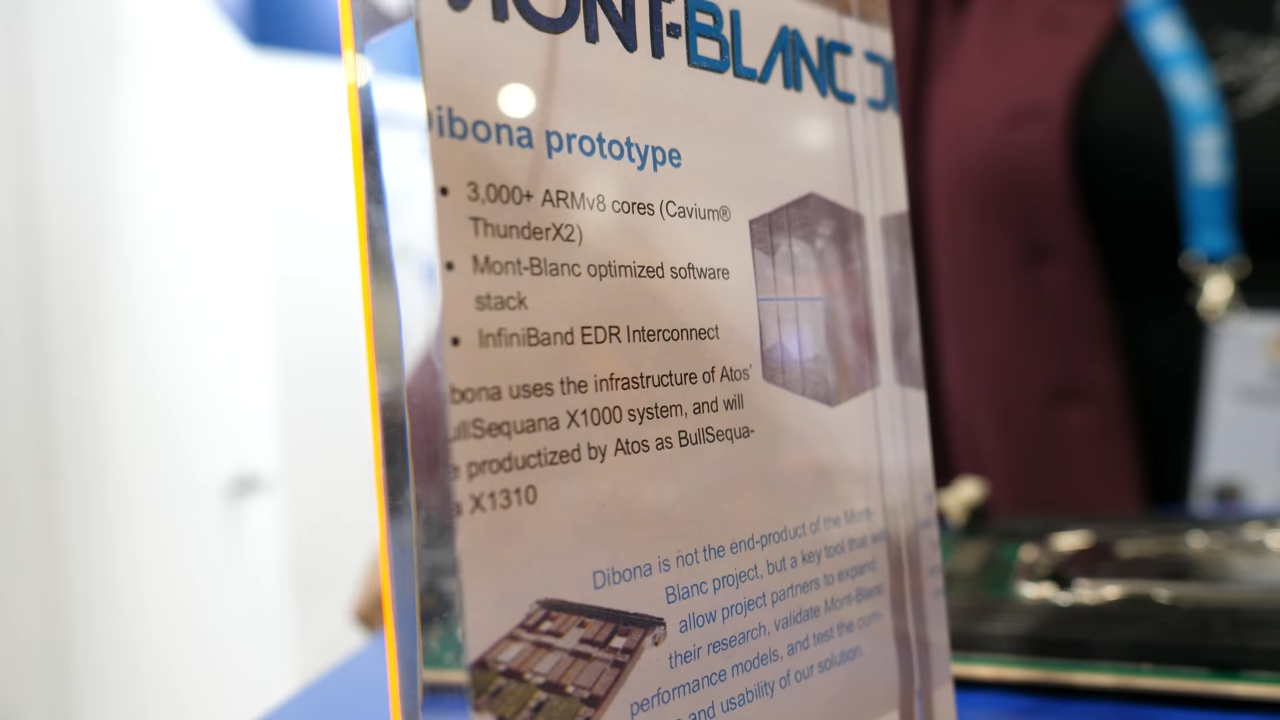 MONT-BLANC
ibona prototype
• 3,000+ ARMv8 cores (Cavium®
ThunderX2)
• Mont-Blanc optimized software
stack
• InfiniBand EDR Interconnect
bona uses the infrastructure of Atos'
ullSequana X1000 system, and will
e productized by Atos as BullSequa-
a X1310
Dibona is not the end-product of the Mont-
Blanc project, but a key tool that will
allow project partners to expand
their research, validate Mont-Blanc
performance models, and test the com-
and usability of our solution.